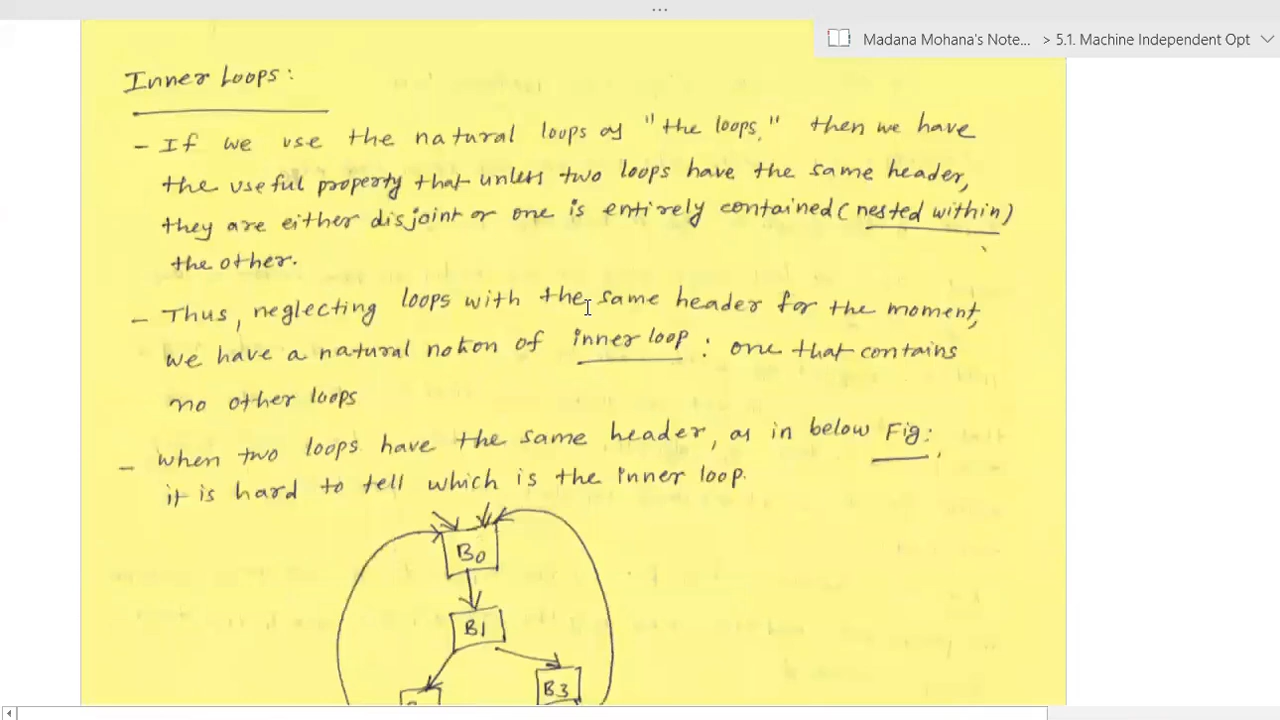 ...
Madana Mohana's Note... > 5.1. Machine Independent Opt
Inner Loops:
- If we use the natural loops as "the loops," then we have
the useful property that unless two loops have the same header,
they are either disjoint or one is entirely contained (nested within)
the other.
- Thus, neglecting loops with the same header for the moment,
we have a natural notion of inner loop: one that contains
no other loops
- when two loops have the same header, as in below Fig:,
it is hard to tell which is the inner loop.
B0
B1
B3